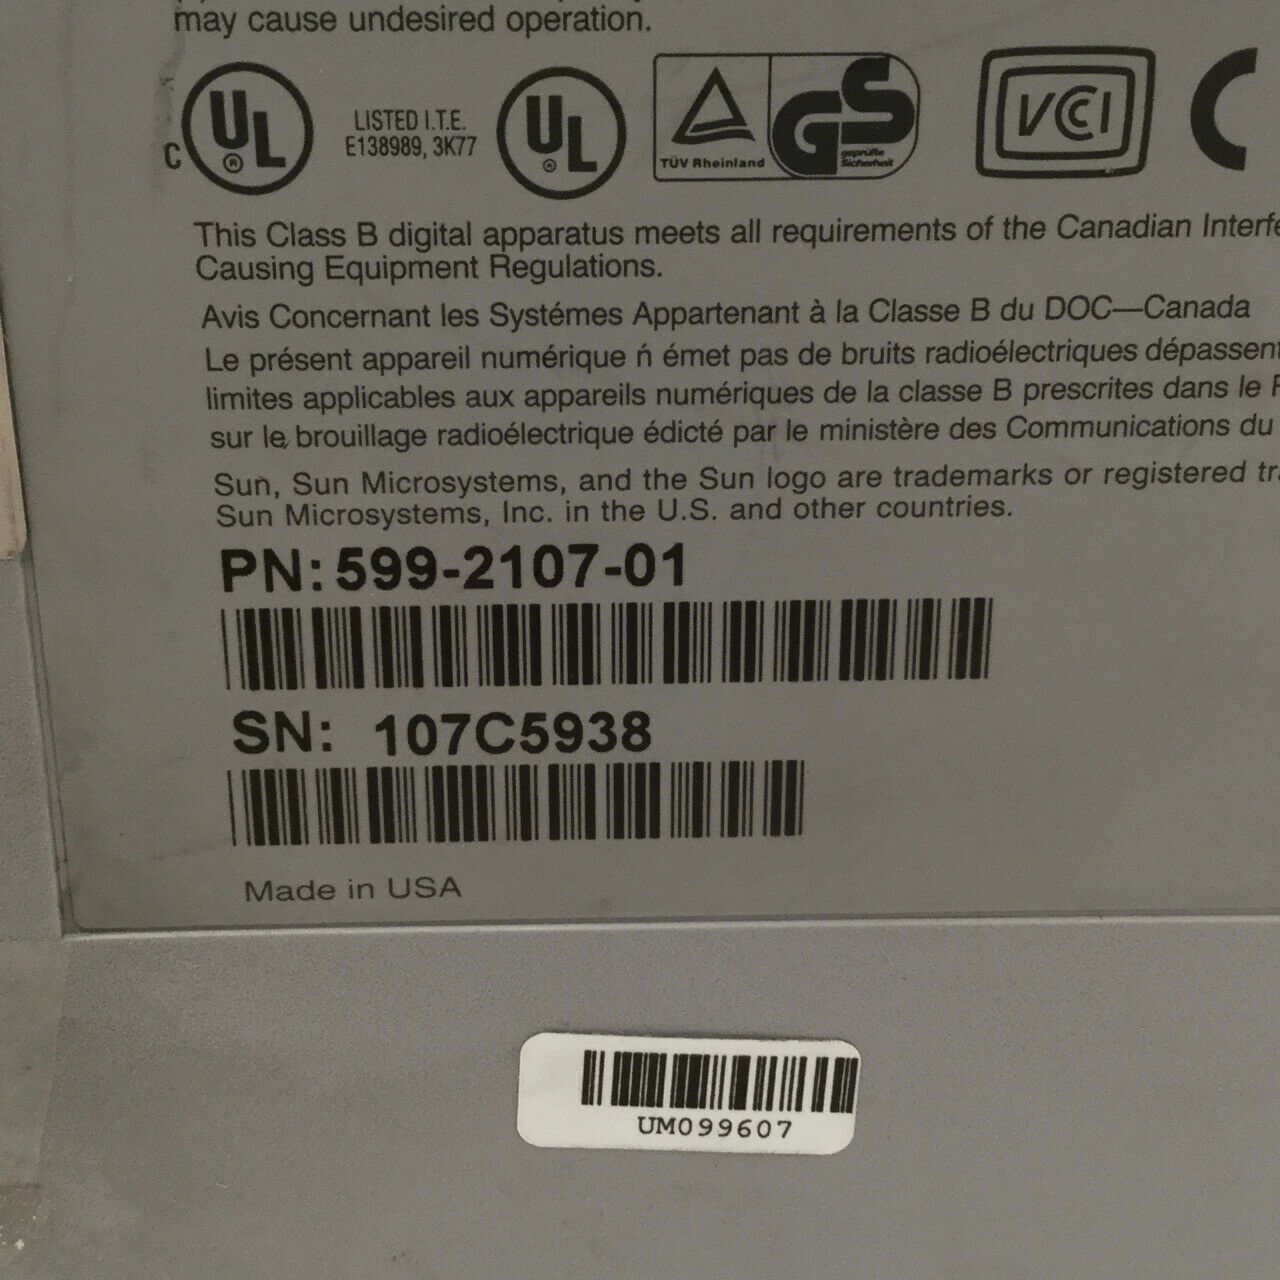 may cause undesired operation.
C UL ® LISTED I.T.E. UL ® TÜV Rheinland GS geprüfte Sicherheit VCCI C
E138989, 3K77
This Class B digital apparatus meets all requirements of the Canadian Interfe
Causing Equipment Regulations.
Avis Concernant les Systémes Appartenant à la Classe B du DOC—Canada
Le présent appareil numérique ń émet pas de bruits radioélectriques dépassent
limites applicables aux appareils numériques de la classe B prescrites dans le
sur le brouillage radioélectrique édicté par le ministère des Communications du
Sun, Sun Microsystems, and the Sun logo are trademarks or registered tra
Sun Microsystems, Inc. in the U.S. and other countries.
PN: 599-2107-01
SN: 107C5938
Made in USA
UM099607